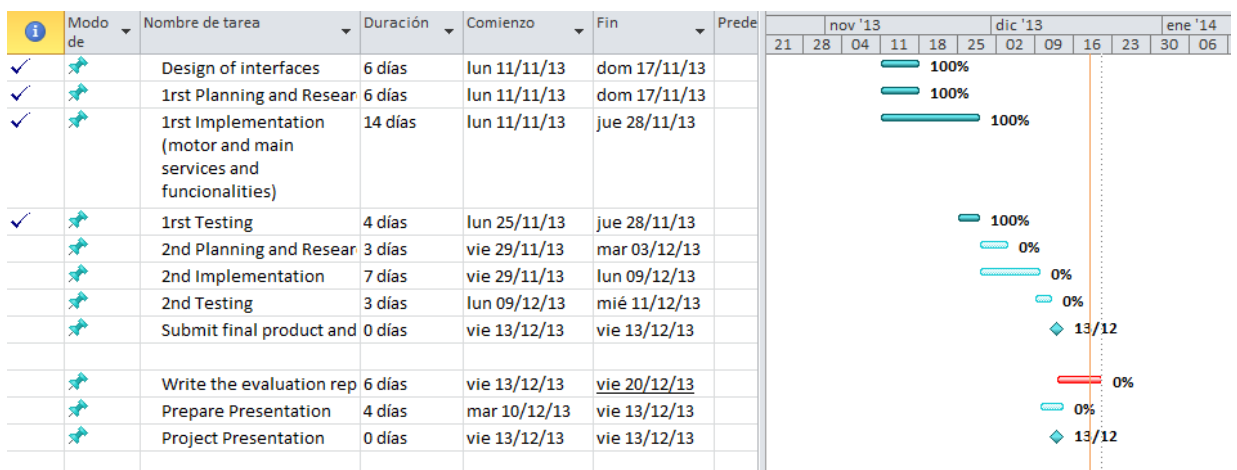 Modo de Nombre de tarea Duración Comienzo Fin Prede nov '13 dic '13 ene '14
21 28 04 11 18 25 02 09 16 23 30 06
Design of interfaces 6 días lun 11/11/13 dom 17/11/13 100%
1rst Planning and Resear 6 días lun 11/11/13 dom 17/11/13 100%
1rst Implementation 14 días lun 11/11/13 jue 28/11/13 100%
(motor and main
services and
funcionalities)
1rst Testing 4 días lun 25/11/13 jue 28/11/13 100%
2nd Planning and Resear 3 días vie 29/11/13 mar 03/12/13 0%
2nd Implementation 7 días vie 29/11/13 lun 09/12/13 0%
2nd Testing 3 días lun 09/12/13 mié 11/12/13 0%
Submit final product and 0 días vie 13/12/13 vie 13/12/13 13/12
Write the evaluation rep 6 días vie 13/12/13 vie 20/12/13 0%
Prepare Presentation 4 días mar 10/12/13 vie 13/12/13 0%
Project Presentation 0 días vie 13/12/13 vie 13/12/13 13/12